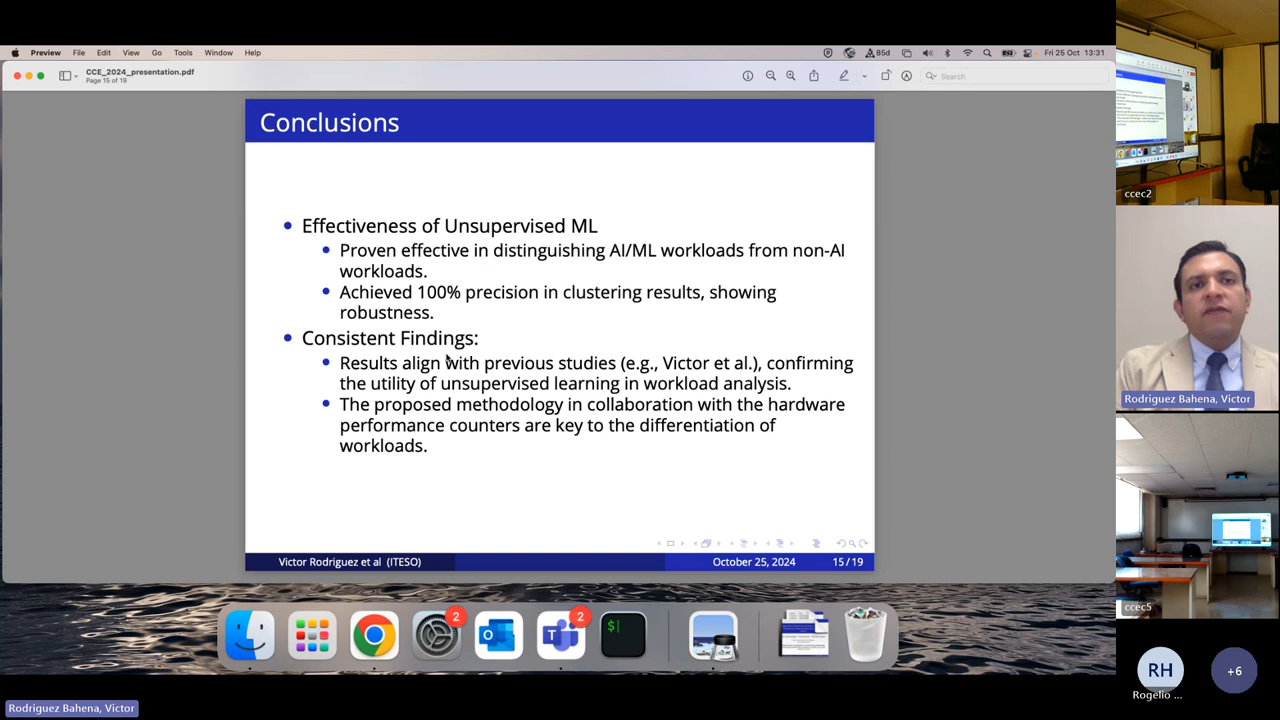 Preview File Edit View Go Tools Window Help
85d
Fri 25 Oct 13:31
CCE_2024_presentation.pdf
Page 15 of 19
Search
Conclusions
Effectiveness of Unsupervised ML
Proven effective in distinguishing AI/ML workloads from non-AI
workloads.
Achieved 100% precision in clustering results, showing
robustness.
Consistent Findings:
Results align with previous studies (e.g., Victor et al.), confirming
the utility of unsupervised learning in workload analysis.
The proposed methodology in collaboration with the hardware
performance counters are key to the differentiation of
workloads.
Victor Rodriguez et al (ITESO)
October 25, 2024
15/19
2
2
$
ccec2
Rodriguez Bahena, Victor
ccec5
RH
Rogelio ...
+6
Rodriguez Bahena, Victor